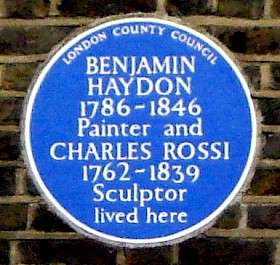 LONDON COUNTY COUNCIL
BENJAMIN
HAYDON
1786-1846
Painter and
CHARLES ROSSI
1762-1839
Sculptor
lived here